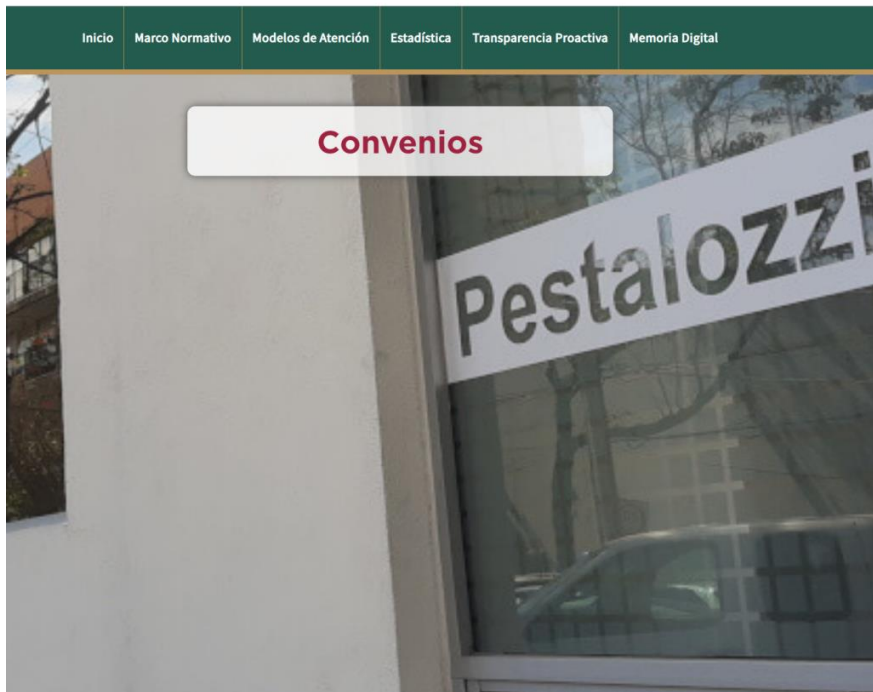 Inicio Marco Normativo Modelos de Atención Estadística Transparencia Proactiva Memoria Digital
Convenios
Pestalozzi